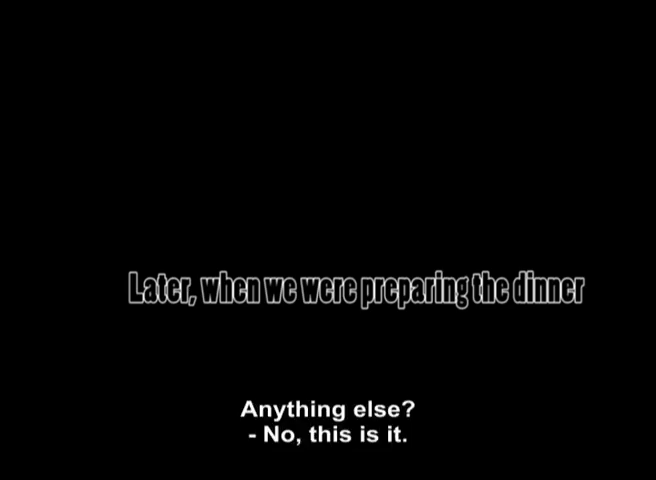 Later, when we were preparing the dinner
Anything else?
- No, this is it.